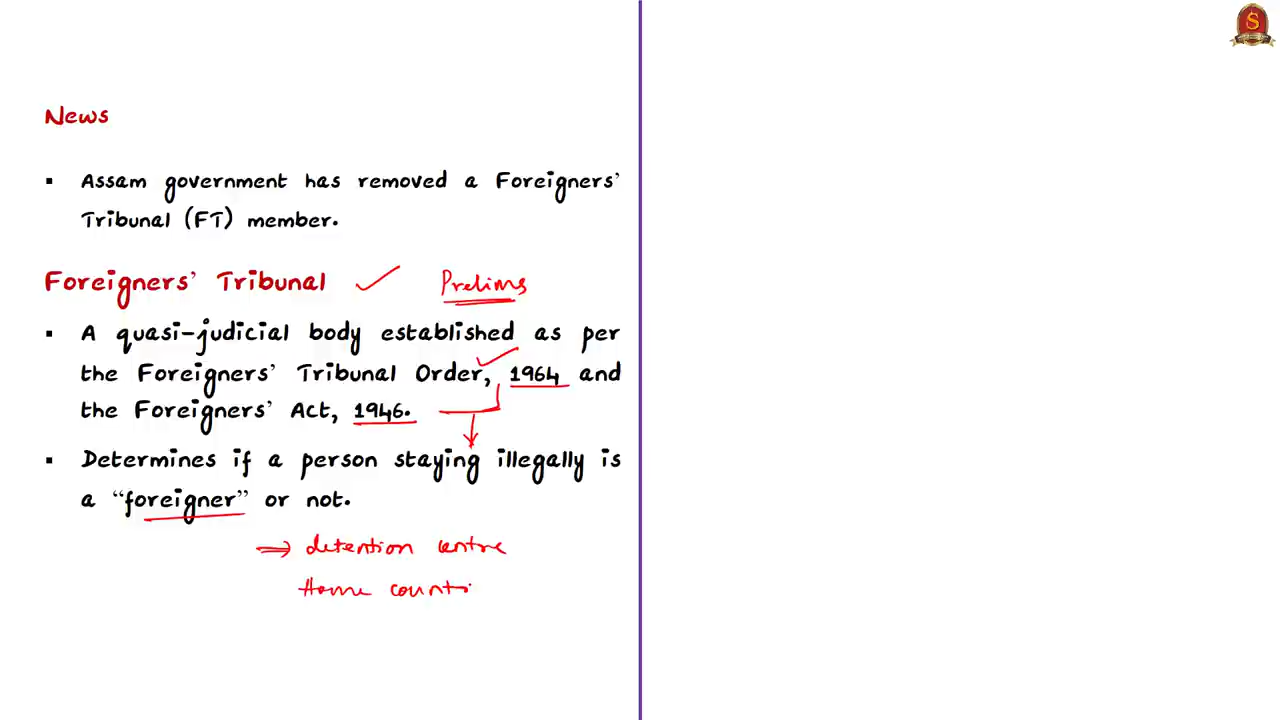 News
▪ Assam government has removed a Foreigners'
Tribunal (FT) member.
Foreigners' Tribunal ✓ Prelims
▪ A quasi-judicial body established as per
the Foreigners' Tribunal Order, 1964 and
the Foreigners' Act, 1946.
▪ Determines if a person staying illegally is
a “foreigner” or not.
⇒ detention centre
Home
S